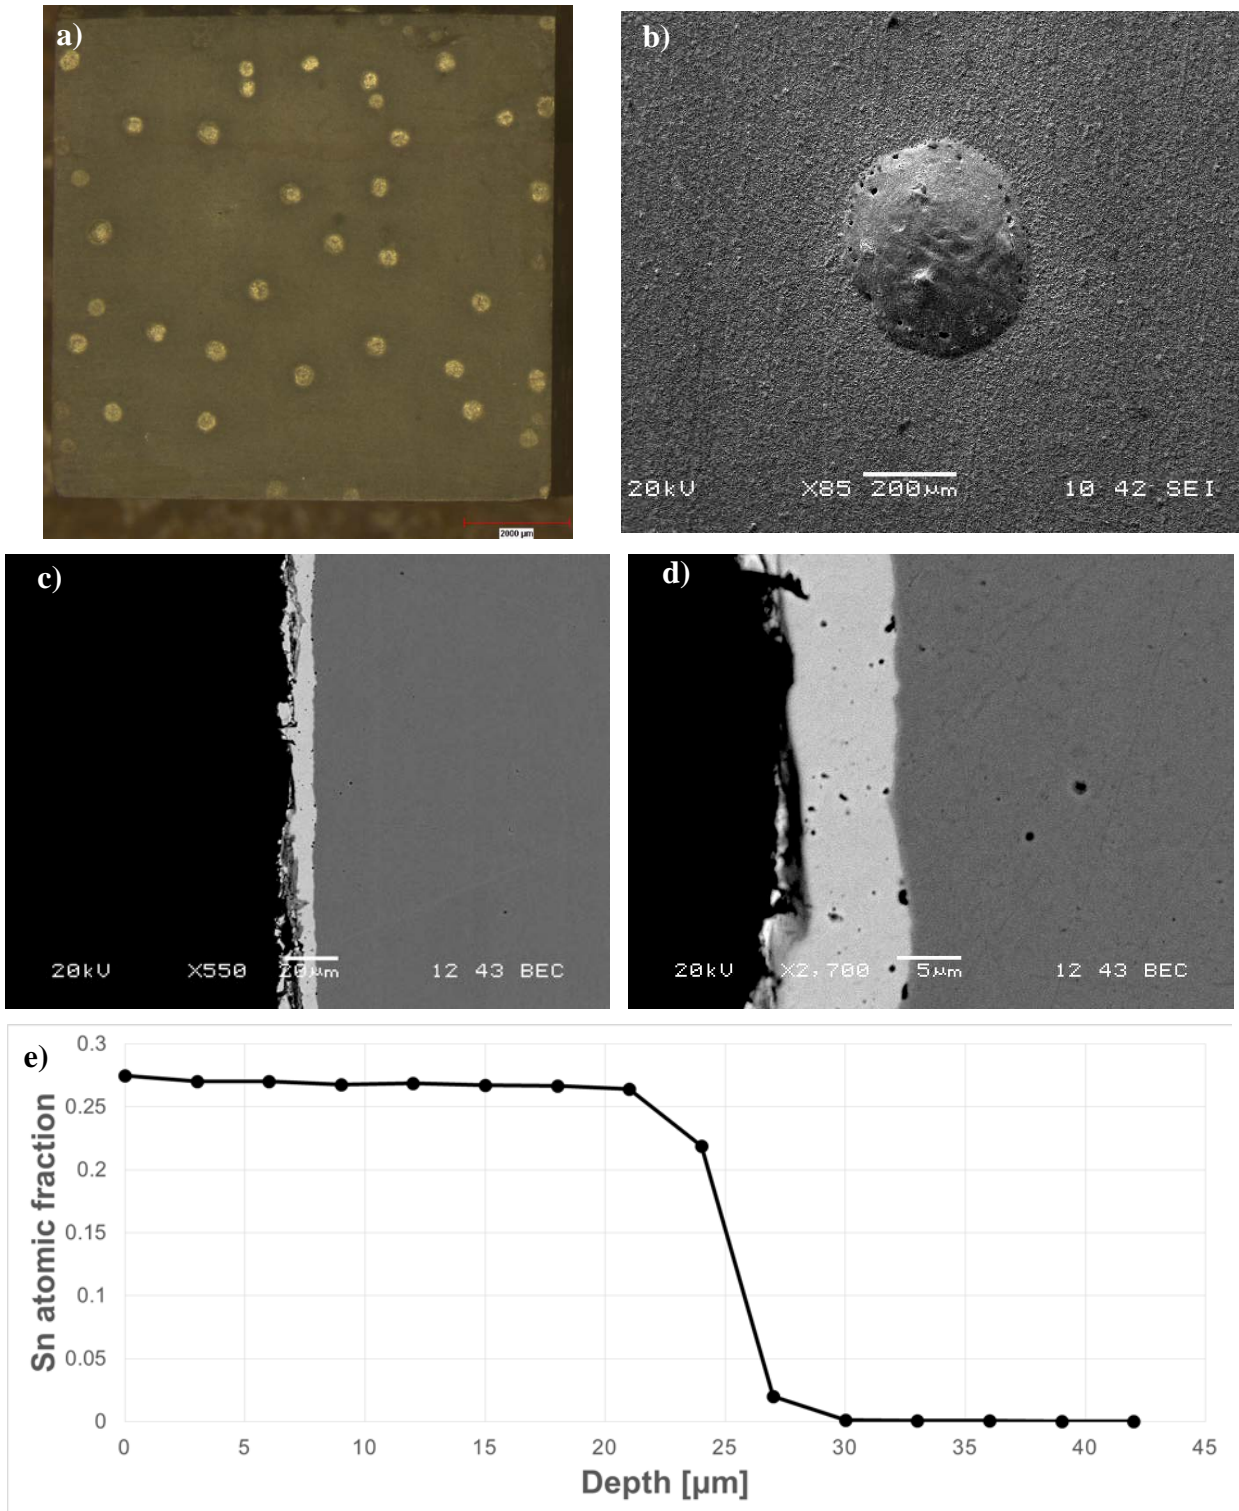 a)
2000 µm
b)
20kV X85 200µm 10 42 SEI
c)
20kV X550 20µm 12 43 BEC
d)
20kV X2,700 5µm 12 43 BEC
e)
Sn atomic fraction
0.3
0.25
0.2
0.15
0.1
0.05
0
0 5 10 15 20 25 30 35 40 45
Depth [µm]